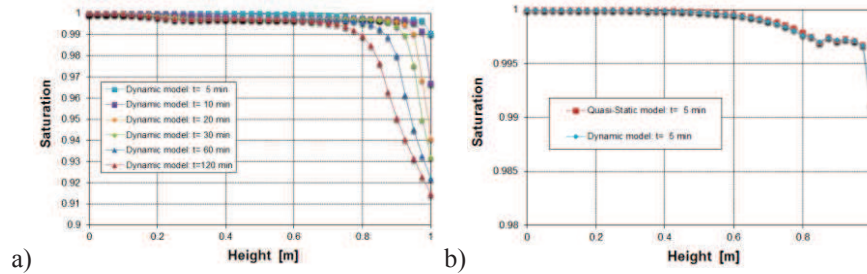 1
0.99
0.98
0.97
0.96
0.95
0.94
0.93
0.92
0.91
0.9
Saturation
Dynamic model: t= 5 min
Dynamic model: t= 10 min
Dynamic model: t= 20 min
Dynamic model: t= 30 min
Dynamic model: t= 60 min
Dynamic model: t=120 min
0 0.2 0.4 0.6 0.8 1
Height [m]
a)
1
0.995
0.99
0.985
0.98
Saturation
Quasi-Static model: t= 5 min
Dynamic model: t= 5 min
0 0.2 0.4 0.6 0.8 1
Height [m]
b)